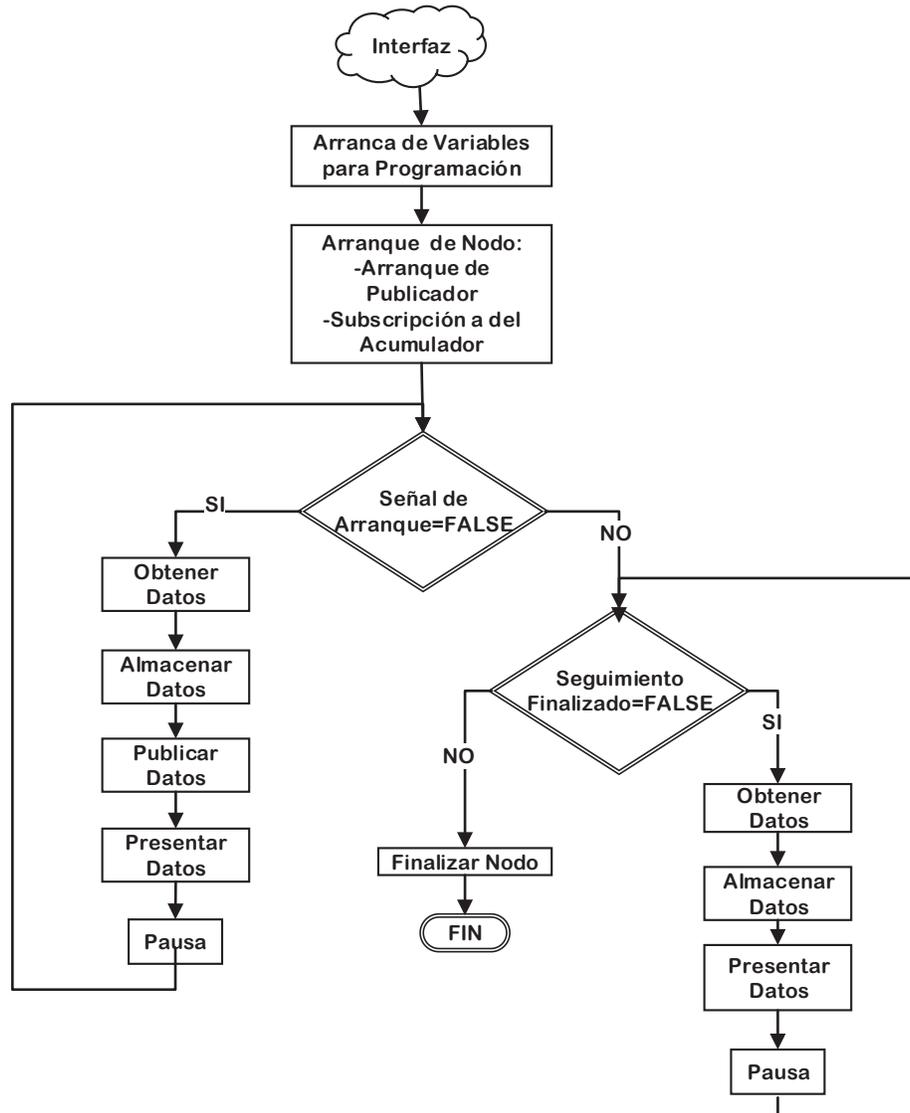 Interfaz
Arranca de Variables
para Programación
Arranque de Nodo:
-Arranque de
Publicador
-Subscripción a del
Acumulador
Señal de
Arranque=FALSE
SI
NO
Obtener
Datos
Almacenar
Datos
Publicar
Datos
Presentar
Datos
Pausa
Seguimiento
Finalizado=FALSE
NO
SI
Finalizar Nodo
FIN
Obtener
Datos
Almacenar
Datos
Presentar
Datos
Pausa